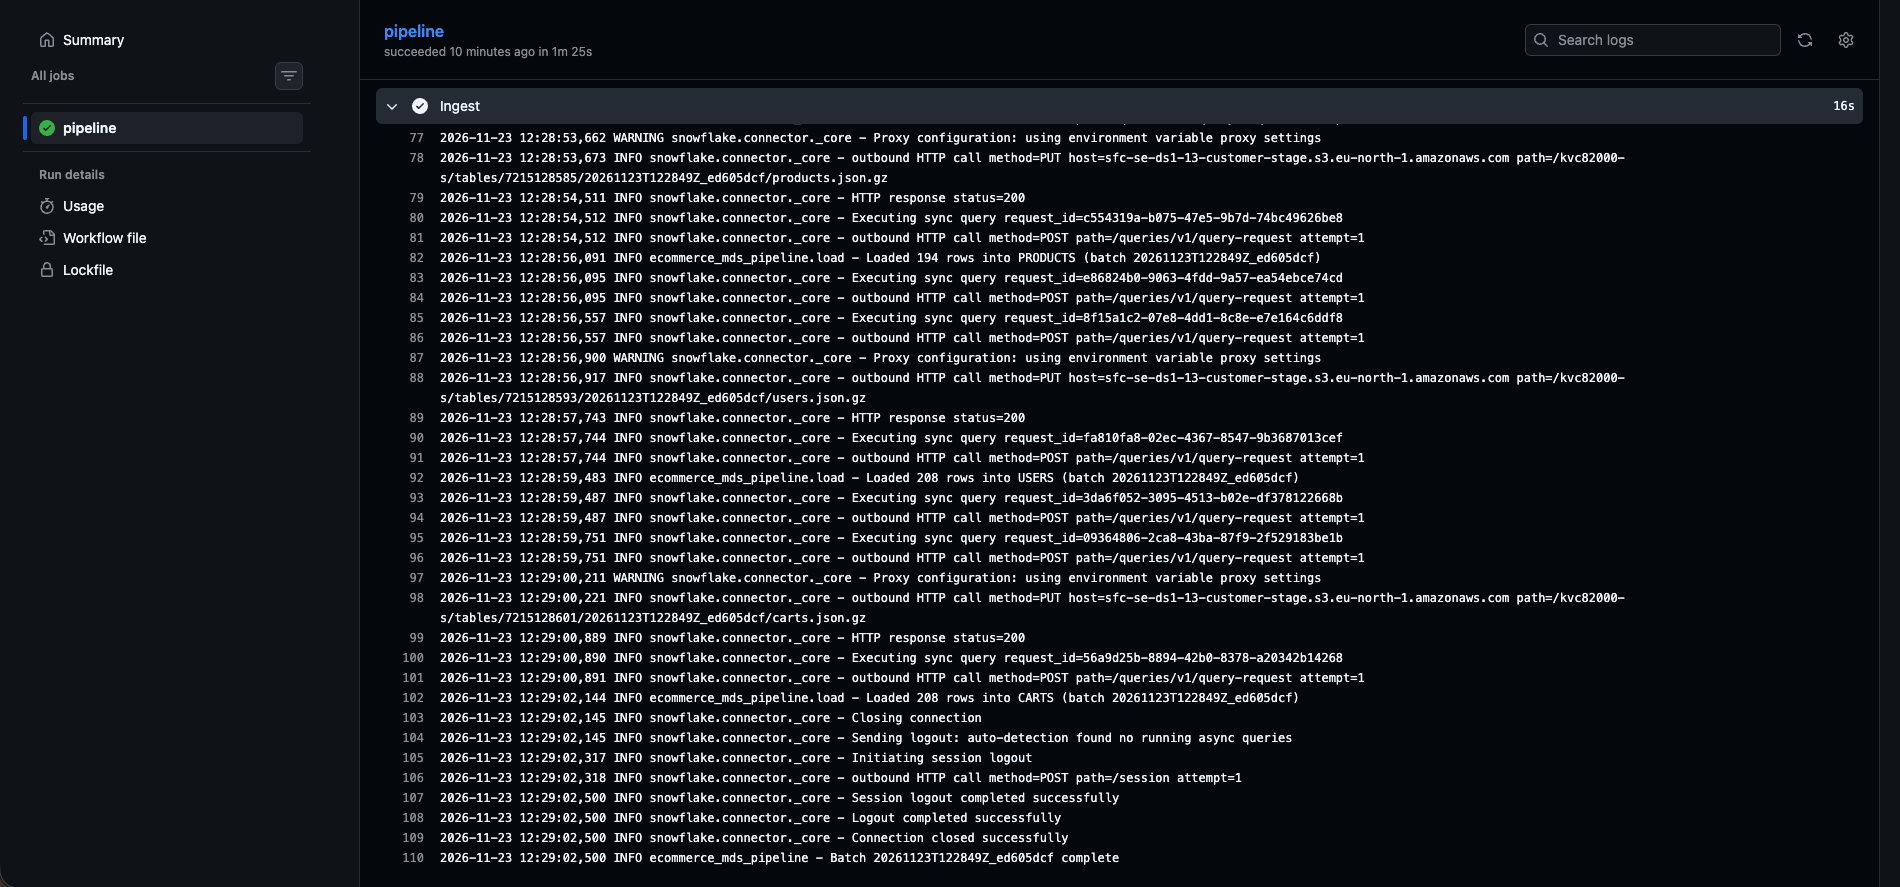 Summary
All jobs
pipeline
Run details
Usage
Workflow file
Lockfile
pipeline
succeeded 10 minutes ago in 1m 25s
Search logs
Ingest
16s
77 2026-11-23 12:28:53,662 WARNING snowflake.connector._core - Proxy configuration: using environment variable proxy settings
78 2026-11-23 12:28:53,673 INFO snowflake.connector._core - outbound HTTP call method=PUT host=sfc-se-ds1-13-customer-stage.s3.eu-north-1.amazonaws.com path=/kvc82000-
s/tables/7215128585/20261123T122849Z_ed605dcf/products.json.gz
79 2026-11-23 12:28:54,511 INFO snowflake.connector._core - HTTP response status=200
80 2026-11-23 12:28:54,512 INFO snowflake.connector._core - Executing sync query request_id=c554319a-b075-47e5-9b7d-74bc49626be8
81 2026-11-23 12:28:54,512 INFO snowflake.connector._core - outbound HTTP call method=POST path=/queries/v1/query-request attempt=1
82 2026-11-23 12:28:56,091 INFO ecommerce_mds_pipeline.load - Loaded 194 rows into PRODUCTS (batch 20261123T122849Z_ed605dcf)
83 2026-11-23 12:28:56,095 INFO snowflake.connector._core - Executing sync query request_id=e86824b0-9063-4fdd-9a57-ea54ebce74cd
84 2026-11-23 12:28:56,095 INFO snowflake.connector._core - outbound HTTP call method=POST path=/queries/v1/query-request attempt=1
85 2026-11-23 12:28:56,557 INFO snowflake.connector._core - Executing sync query request_id=8f15a1c2-07e8-4dd1-8c8e-e7e164c6ddf8
86 2026-11-23 12:28:56,557 INFO snowflake.connector._core - outbound HTTP call method=POST path=/queries/v1/query-request attempt=1
87 2026-11-23 12:28:56,900 WARNING snowflake.connector._core - Proxy configuration: using environment variable proxy settings
88 2026-11-23 12:28:56,917 INFO snowflake.connector._core - outbound HTTP call method=PUT host=sfc-se-ds1-13-customer-stage.s3.eu-north-1.amazonaws.com path=/kvc82000-
s/tables/7215128593/20261123T122849Z_ed605dcf/users.json.gz
89 2026-11-23 12:28:57,743 INFO snowflake.connector._core - HTTP response status=200
90 2026-11-23 12:28:57,744 INFO snowflake.connector._core - Executing sync query request_id=fa810fa8-02ec-4367-8547-9b3687013cef
91 2026-11-23 12:28:57,744 INFO snowflake.connector._core - outbound HTTP call method=POST path=/queries/v1/query-request attempt=1
92 2026-11-23 12:28:59,483 INFO ecommerce_mds_pipeline.load - Loaded 208 rows into USERS (batch 20261123T122849Z_ed605dcf)
93 2026-11-23 12:28:59,487 INFO snowflake.connector._core - Executing sync query request_id=3da6f052-3095-4513-b02e-df378122668b
94 2026-11-23 12:28:59,487 INFO snowflake.connector._core - outbound HTTP call method=POST path=/queries/v1/query-request attempt=1
95 2026-11-23 12:28:59,751 INFO snowflake.connector._core - Executing sync query request_id=09364806-2ca8-43ba-87f9-2f529183be1b
96 2026-11-23 12:28:59,751 INFO snowflake.connector._core - outbound HTTP call method=POST path=/queries/v1/query-request attempt=1
97 2026-11-23 12:29:00,211 WARNING snowflake.connector._core - Proxy configuration: using environment variable proxy settings
98 2026-11-23 12:29:00,221 INFO snowflake.connector._core - outbound HTTP call method=PUT host=sfc-se-ds1-13-customer-stage.s3.eu-north-1.amazonaws.com path=/kvc82000-
s/tables/7215128601/20261123T122849Z_ed605dcf/carts.json.gz
99 2026-11-23 12:29:00,889 INFO snowflake.connector._core - HTTP response status=200
100 2026-11-23 12:29:00,890 INFO snowflake.connector._core - Executing sync query request_id=56a9d25b-8894-42b0-8378-a20342b14268
101 2026-11-23 12:29:00,891 INFO snowflake.connector._core - outbound HTTP call method=POST path=/queries/v1/query-request attempt=1
102 2026-11-23 12:29:02,144 INFO ecommerce_mds_pipeline.load - Loaded 208 rows into CARTS (batch 20261123T122849Z_ed605dcf)
103 2026-11-23 12:29:02,145 INFO snowflake.connector._core - Closing connection
104 2026-11-23 12:29:02,145 INFO snowflake.connector._core - Sending logout: auto-detection found no running async queries
105 2026-11-23 12:29:02,317 INFO snowflake.connector._core - Initiating session logout
106 2026-11-23 12:29:02,318 INFO snowflake.connector._core - outbound HTTP call method=POST path=/session attempt=1
107 2026-11-23 12:29:02,500 INFO snowflake.connector._core - Session logout completed successfully
108 2026-11-23 12:29:02,500 INFO snowflake.connector._core - Logout completed successfully
109 2026-11-23 12:29:02,500 INFO snowflake.connector._core - Connection closed successfully
110 2026-11-23 12:29:02,500 INFO ecommerce_mds_pipeline - Batch 20261123T122849Z_ed605dcf complete